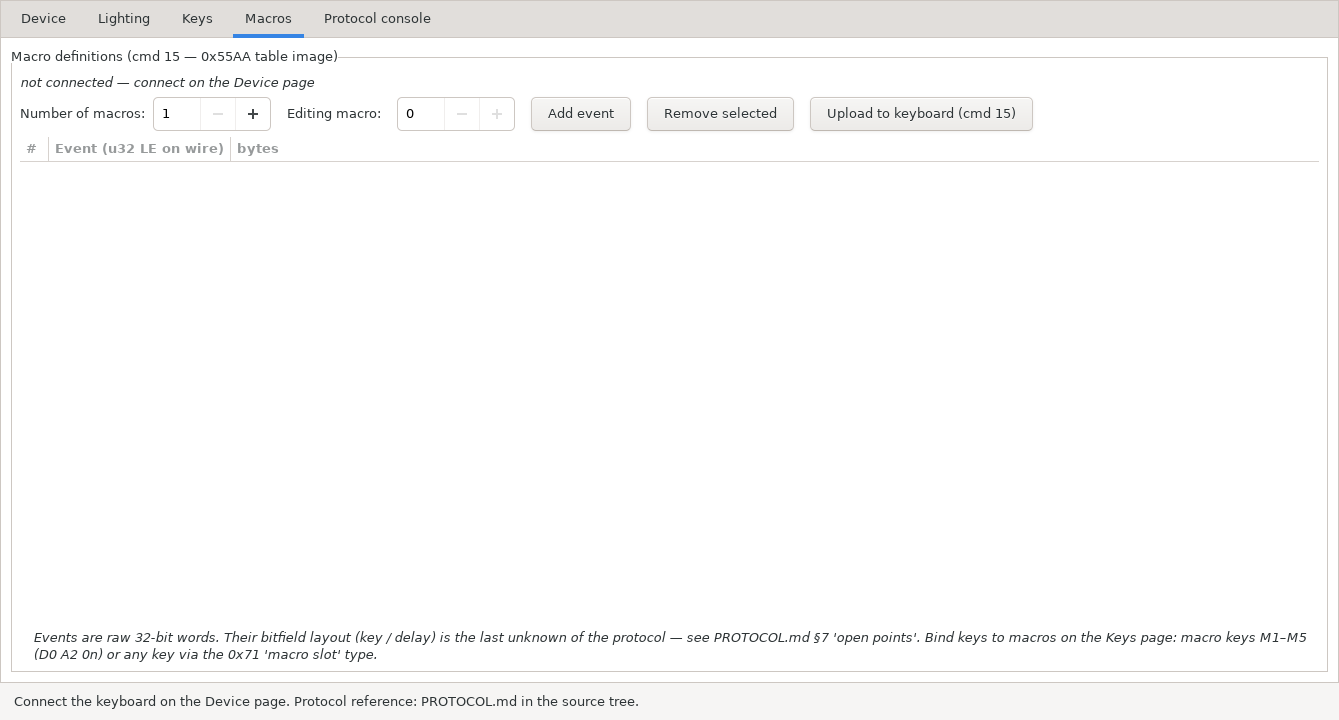 Device Lighting Keys Macros Protocol console
Macro definitions (cmd 15 — 0x55AA table image)
not connected — connect on the Device page
Number of macros: 1 − + Editing macro: 0 − + Add event Remove selected Upload to keyboard (cmd 15)
# Event (u32 LE on wire) bytes
Events are raw 32-bit words. Their bitfield layout (key / delay) is the last unknown of the protocol — see PROTOCOL.md §7 'open points'. Bind keys to macros on the Keys page: macro keys M1–M5
(D0 A2 0n) or any key via the 0x71 'macro slot' type.
Connect the keyboard on the Device page. Protocol reference: PROTOCOL.md in the source tree.